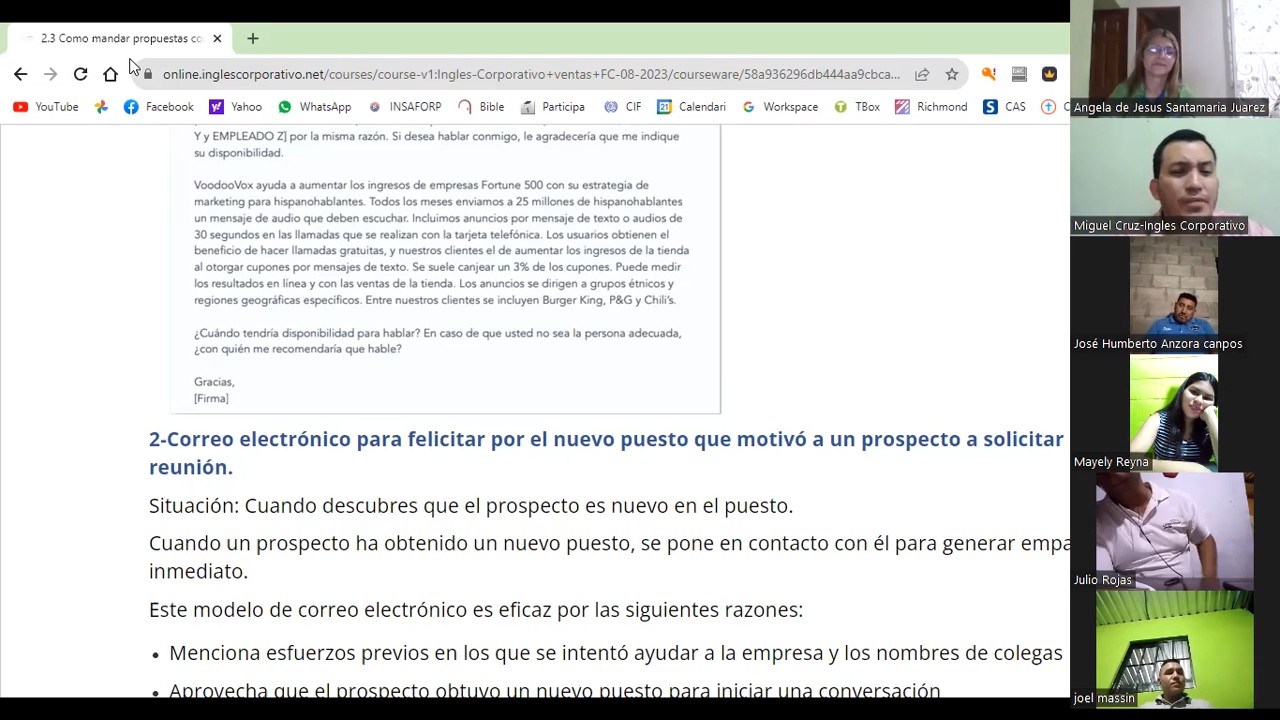 2.3 Como mandar propuestas co
online.inglescorporativo.net/courses/course-v1:Ingles-Corporativo+ventas+FC-08-2023/courseware/58a936296db444aa9cbca...
YouTube
Facebook
Yahoo
WhatsApp
INSAFORP
Bible
Participa
CIF
Calendari
Workspace
TBox
Richmond
CAS
Y y EMPLEADO Z] por la misma razón. Si desea hablar conmigo, le agradecería que me indique
su disponibilidad.
VoodooVox ayuda a aumentar los ingresos de empresas Fortune 500 con su estrategia de
marketing para hispanohablantes. Todos los meses enviamos a 25 millones de hispanohablantes
un mensaje de audio que deben escuchar. Incluimos anuncios por mensaje de texto o audios de
30 segundos en las llamadas que se realizan con la tarjeta telefónica. Los usuarios obtienen el
beneficio de hacer llamadas gratuitas, y nuestros clientes el de aumentar los ingresos de la tienda
al otorgar cupones por mensajes de texto. Se suele canjear un 3% de los cupones. Puede medir
los resultados en línea y con las ventas de la tienda. Los anuncios se dirigen a grupos étnicos y
regiones geográficas específicos. Entre nuestros clientes se incluyen Burger King, P&G y Chili's.
¿Cuándo tendría disponibilidad para hablar? En caso de que usted no sea la persona adecuada,
¿con quién me recomendaría que hable?
Gracias,
[Firma]
2-Correo electrónico para felicitar por el nuevo puesto que motivó a un prospecto a solicitar
reunión.
Situación: Cuando descubres que el prospecto es nuevo en el puesto.
Cuando un prospecto ha obtenido un nuevo puesto, se pone en contacto con él para generar empa
inmediato.
Este modelo de correo electrónico es eficaz por las siguientes razones:
• Menciona esfuerzos previos en los que se intentó ayudar a la empresa y los nombres de colegas
• Aprovecha que el prospecto obtuvo un nuevo puesto para iniciar una conversación
Angela de Jesus Santamaria Juarez
Miguel Cruz-Ingles Corporativo
José Humberto Anzora canpos
Mayely Reyna
Julio Rojas
joel massin